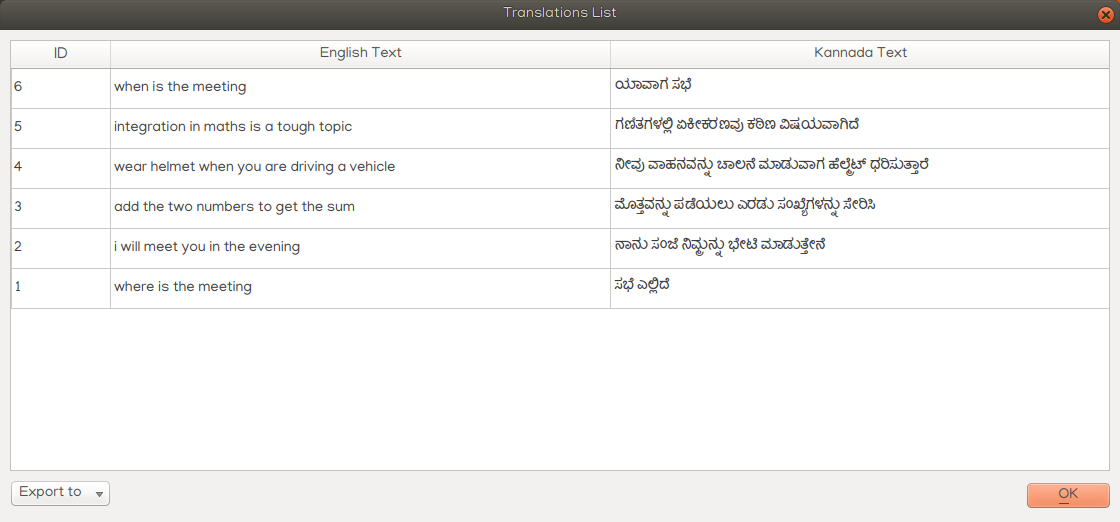 Translations List
ID English Text Kannada Text
6 when is the meeting ಯಾವಾಗ ಸಭೆ
5 integration in maths is a tough topic ಗಣಿತಗಳಲ್ಲಿ ಏಕೀಕರಣವು ಕಠಿಣ ವಿಷಯವಾಗಿದೆ
4 wear helmet when you are driving a vehicle ನೀವು ವಾಹನವನ್ನು ಚಾಲನೆ ಮಾಡುವಾಗ ಹೆಲ್ಮೆಟ್ ಧರಿಸುತ್ತಾರೆ
3 add the two numbers to get the sum ಮೊತ್ತವನ್ನು ಪಡೆಯಲು ಎರಡು ಸಂಖ್ಯೆಗಳನ್ನು ಸೇರಿಸಿ
2 i will meet you in the evening ನಾನು ಸಂಜೆ ನಿಮ್ಮನ್ನು ಭೇಟಿ ಮಾಡುತ್ತೇನೆ
1 where is the meeting ಸಭೆ ಎಲ್ಲಿದೆ
Export to OK